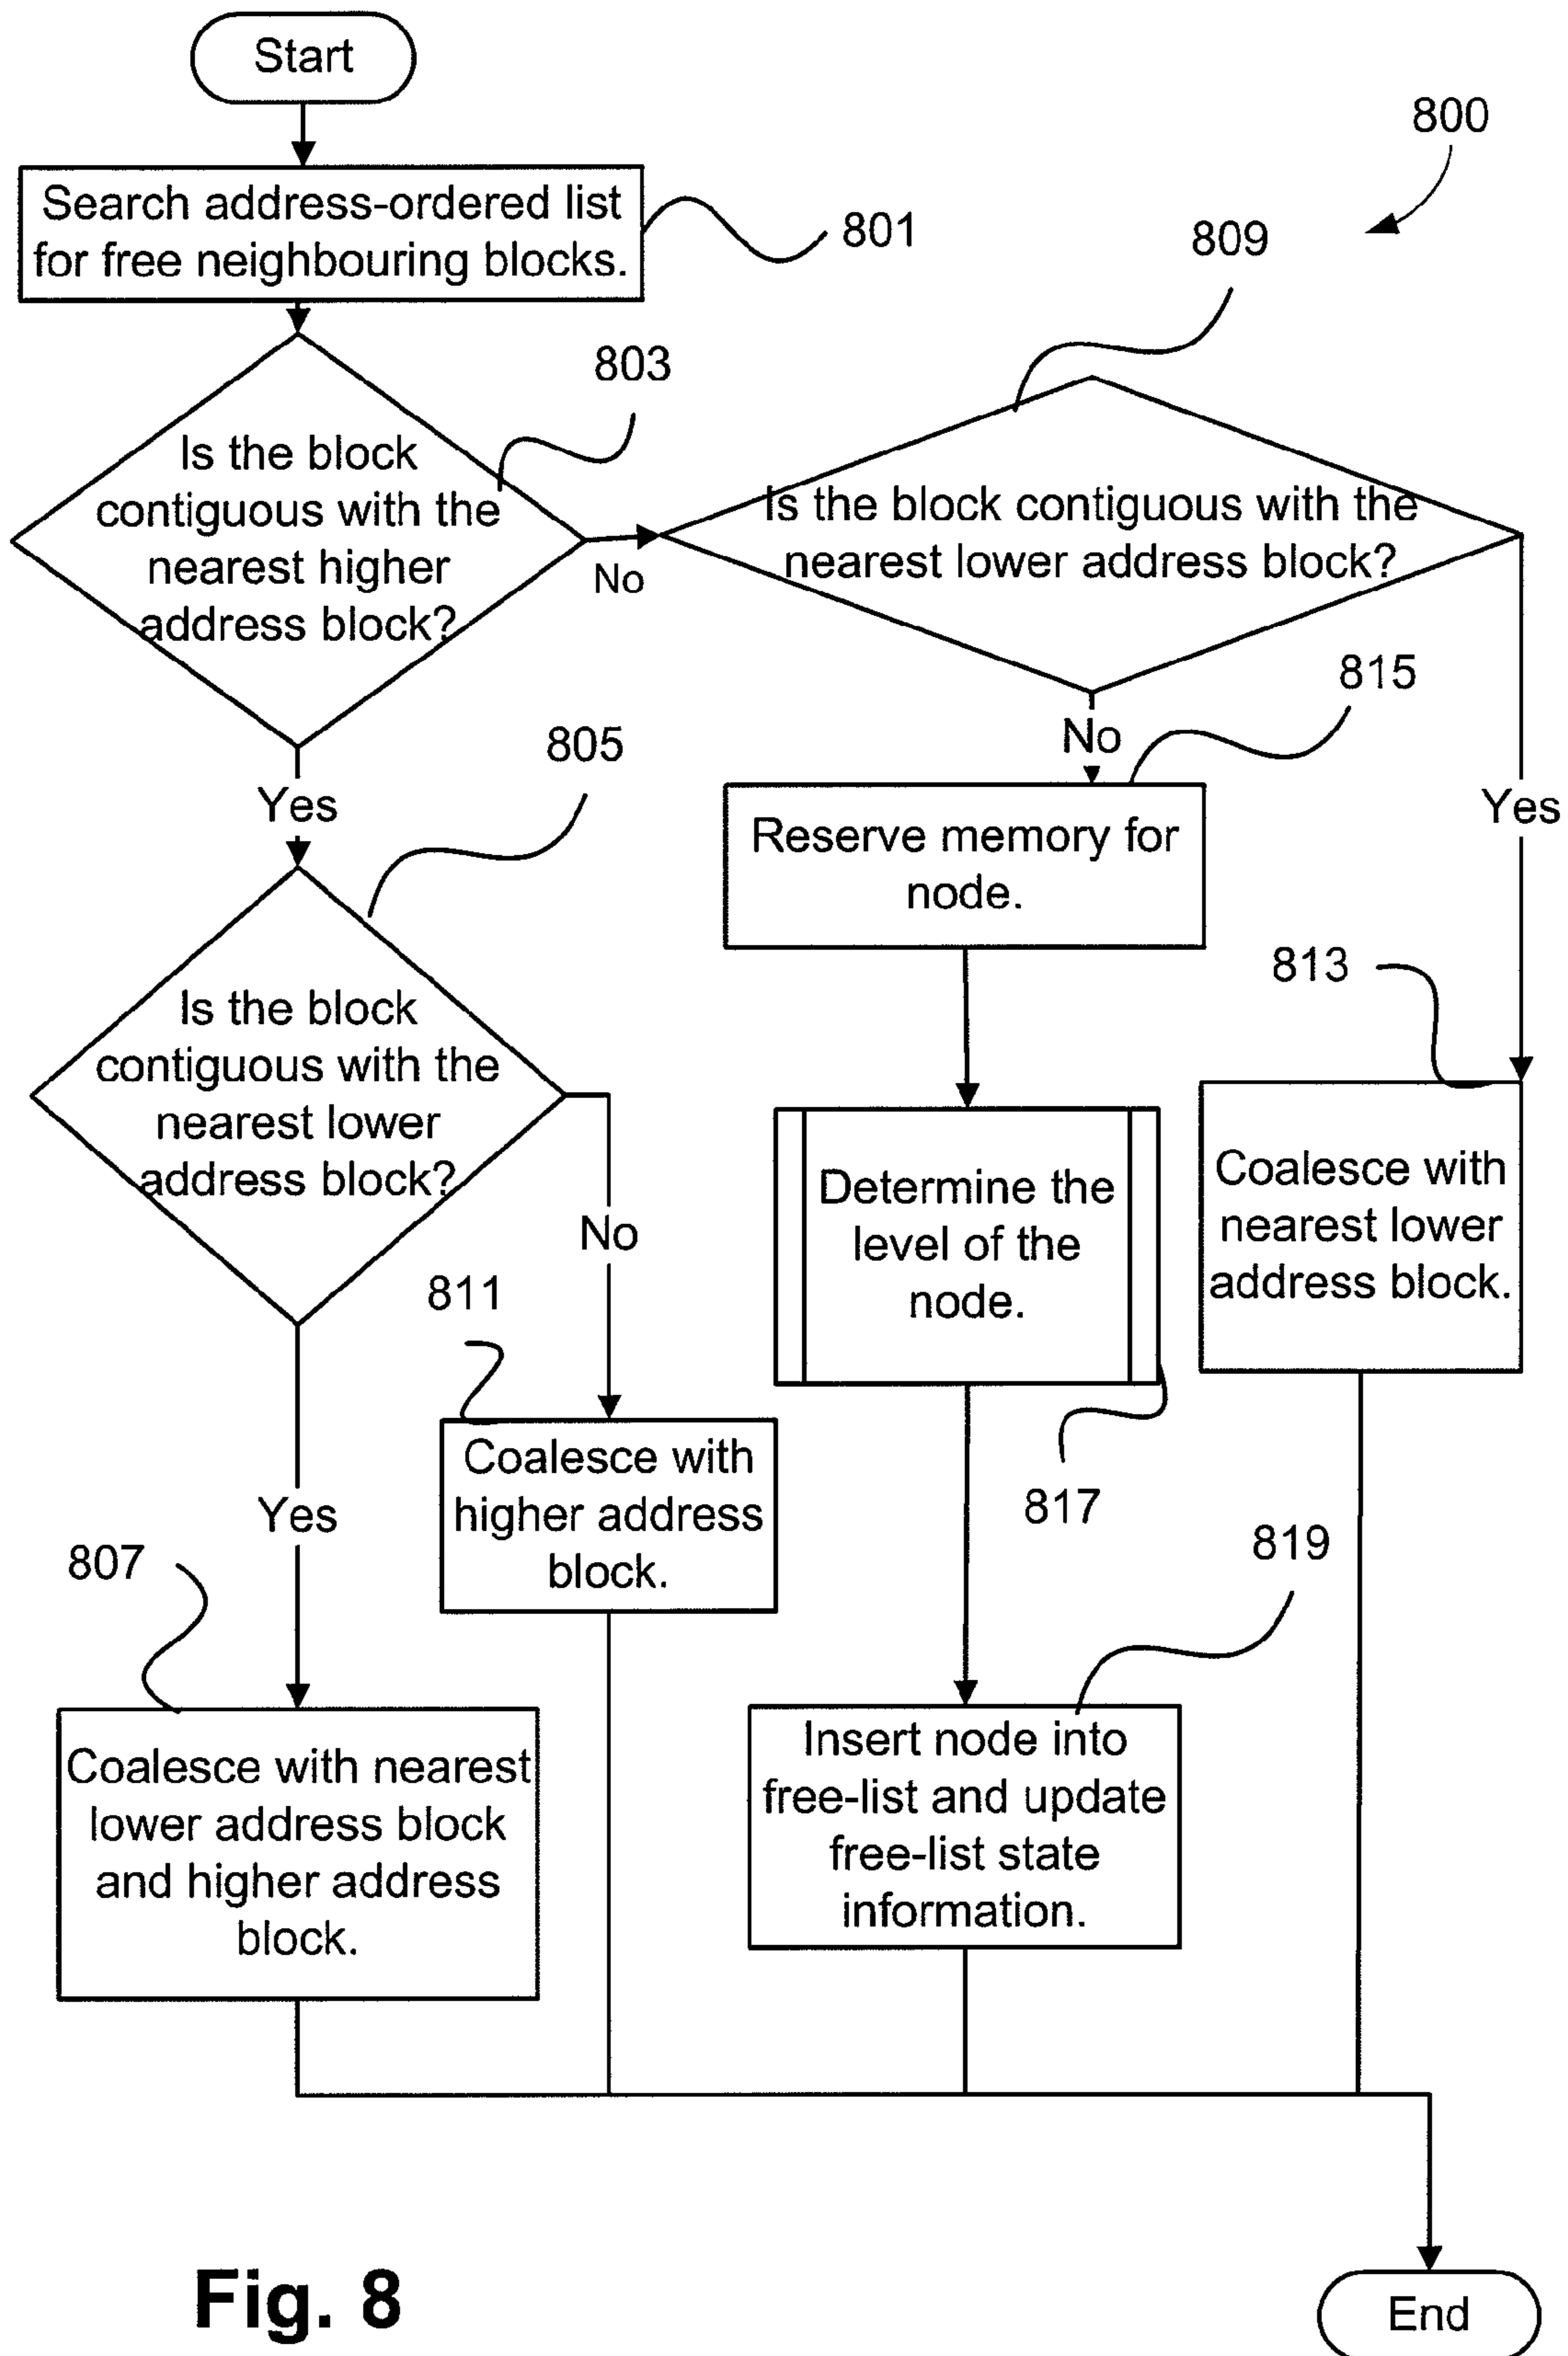 Start
800
Search address-ordered list
for free neighbouring blocks.
801
809
803
Is the block
contiguous with the
nearest higher
address block?
No
Is the block contiguous with the
nearest lower address block?
815
No
Yes
805
Yes
Reserve memory for
node.
813
Is the block
contiguous with the
nearest lower
address block?
No
Determine the
level of the
node.
Coalesce with
nearest lower
address block.
811
Coalesce with
higher address
block.
817
Yes
807
819
Coalesce with nearest
lower address block
and higher address
block.
Insert node into
free-list and update
free-list state
information.
Fig. 8
End